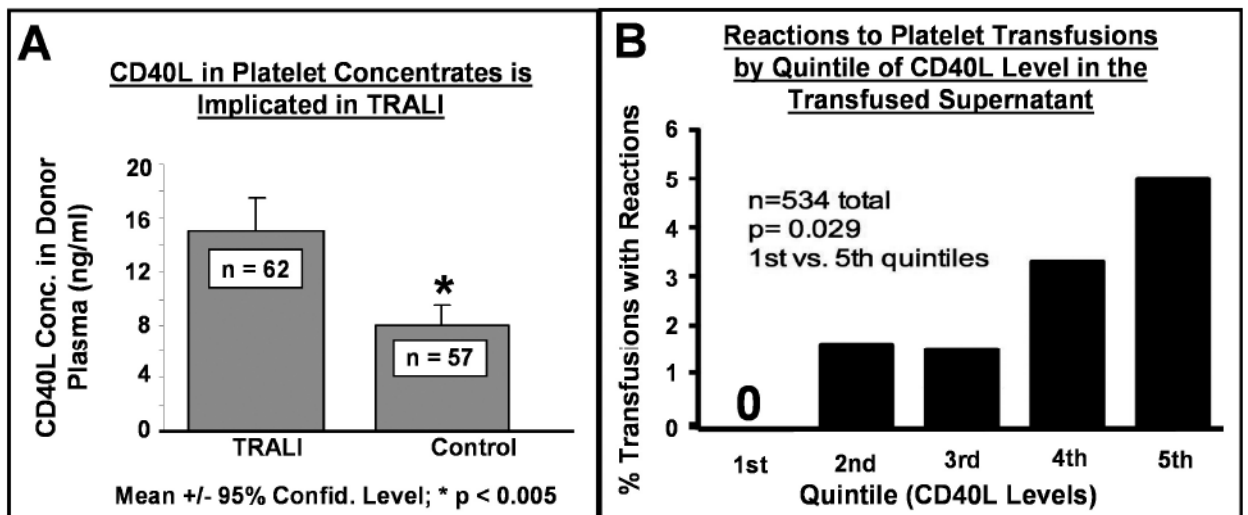 A
CD40L in Platelet Concentrates is
Implicated in TRALI
CD40L Conc. in Donor
Plasma (ng/ml)
20
16
12
8
4
0
n = 62
*
n = 57
TRALI
Control
Mean +/- 95% Confid. Level; * p < 0.005
B
Reactions to Platelet Transfusions
by Quintile of CD40L Level in the
Transfused Supernatant
% Transfusions with Reactions
6
5
4
3
2
1
0
n=534 total
p= 0.029
1st vs. 5th quintiles
0
1st
2nd
3rd
4th
5th
Quintile (CD40L Levels)